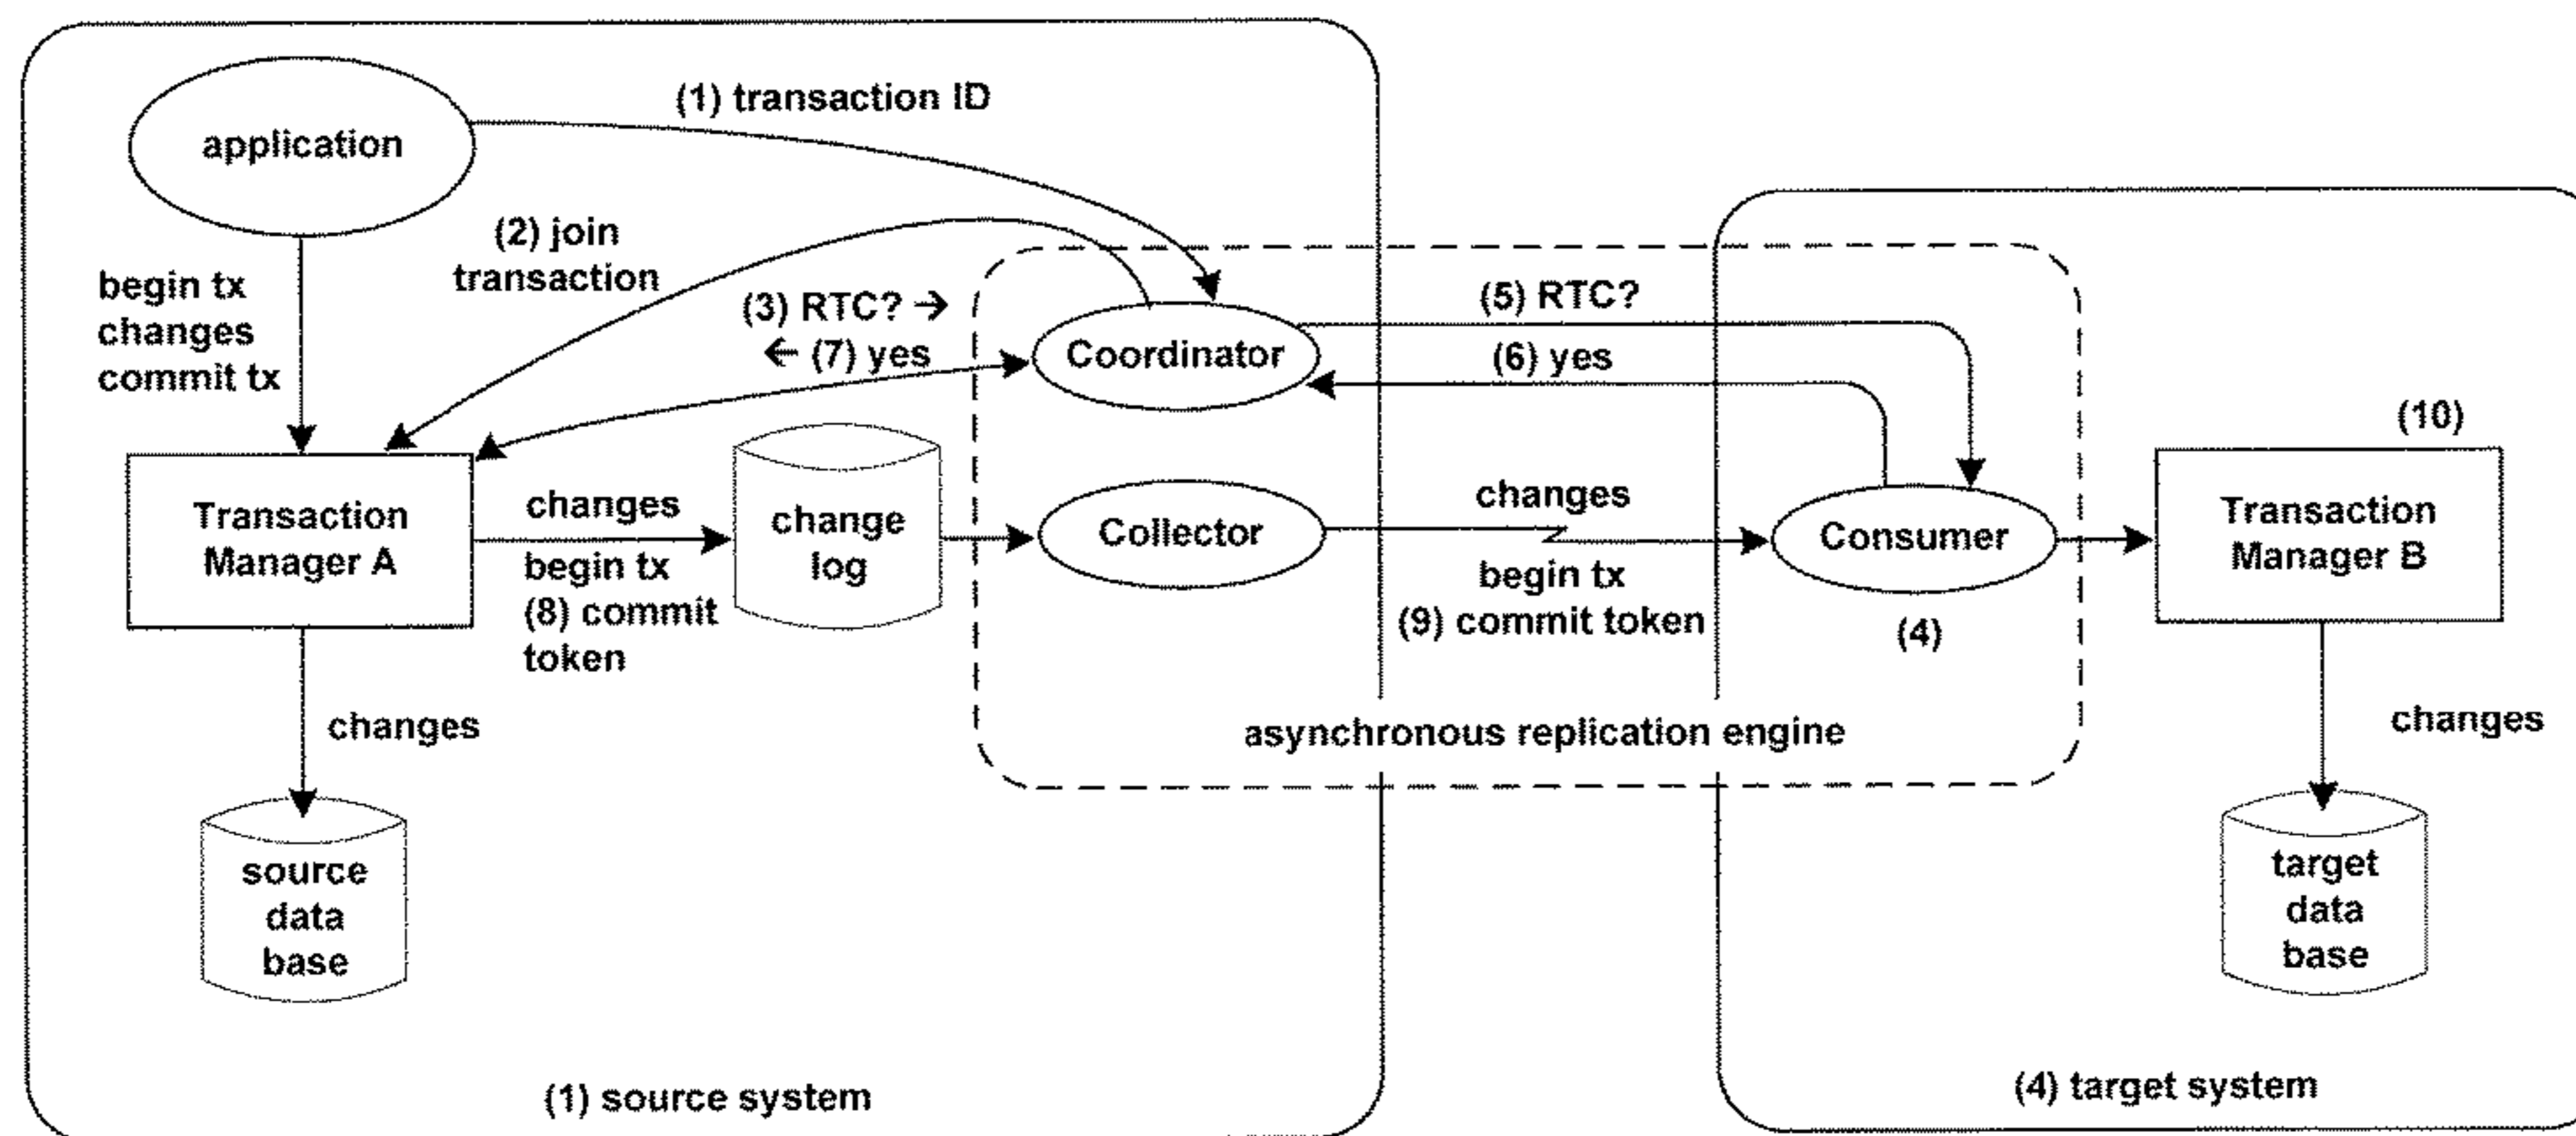 (1) transaction ID
application
(2) join
transaction
begin tx
changes
commit tx
(3) RTC? →
← (7) yes
Coordinator
(5) RTC?
(6) yes
(10)
Transaction
Manager A
changes
begin tx
(8) commit
token
change
log
Collector
changes
begin tx
(9) commit token
Consumer
(4)
Transaction
Manager B
changes
asynchronous replication engine
changes
source
data
base
target
data
base
(1) source system
(4) target system